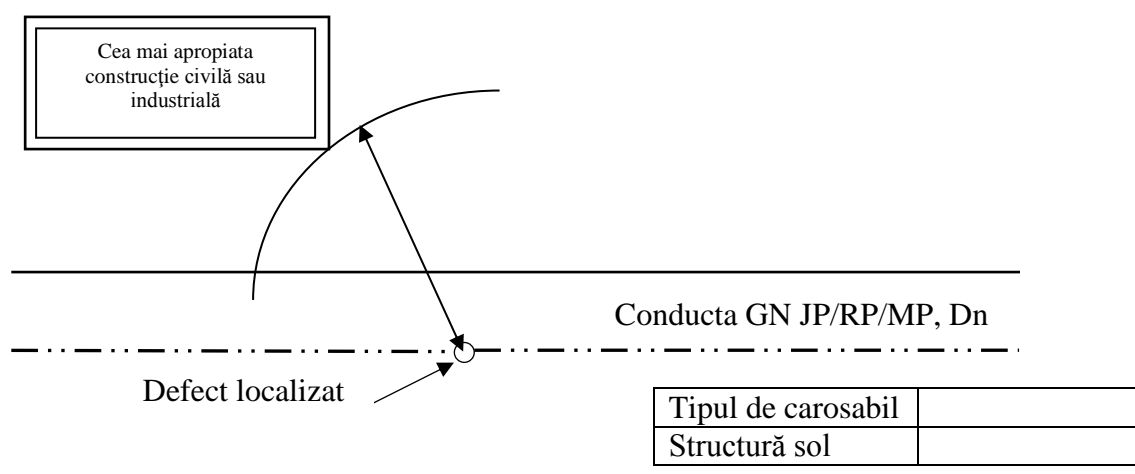 Cea mai apropiata
construcție civilă sau
industrială
Conducta GN JP/RP/MP, Dn
Defect localizat
Tipul de carosabil
Structură sol